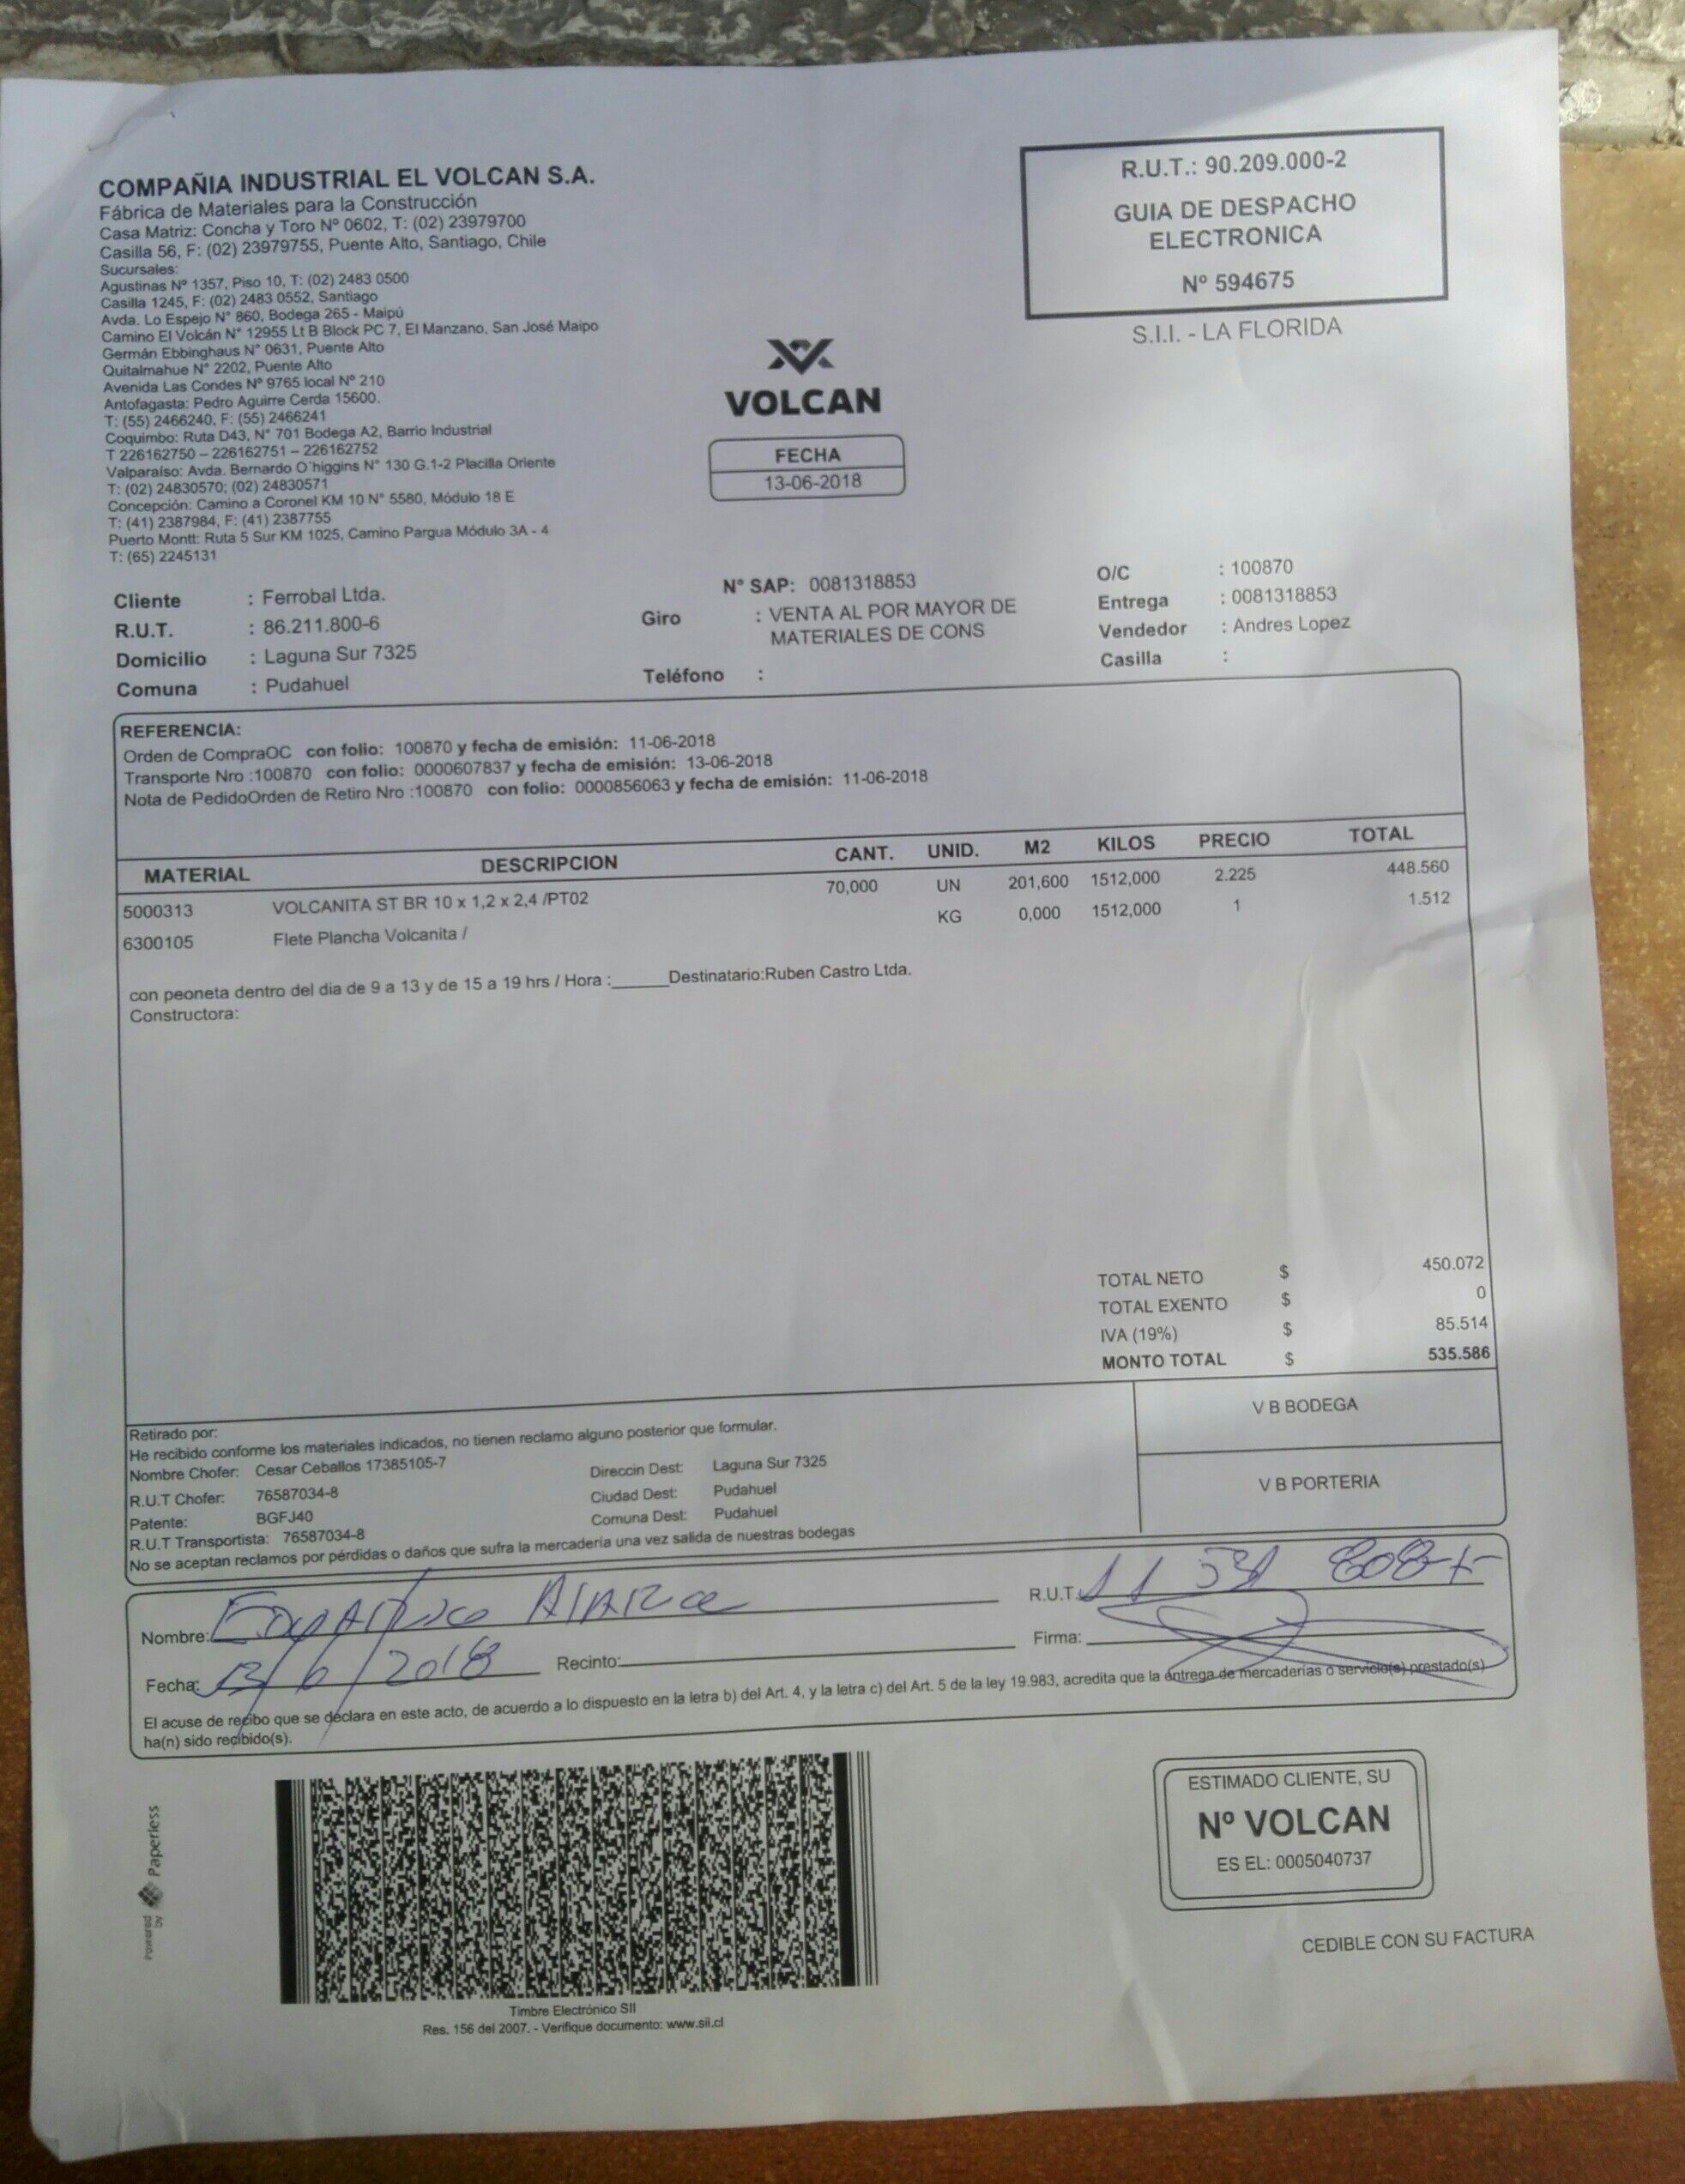 COMPAÑIA INDUSTRIAL EL VOLCAN S.A.
Fábrica de Materiales para la Construcción
Casa Matriz: Concha y Toro Nº 0602, T: (02) 23979700
Casilla 56, F: (02) 23979755, Puente Alto, Santiago, Chile
Sucursales:
Agustinas Nº 1357, Piso 10, T: (02) 2483 0500
Casilla 1245, F: (02) 2483 0552, Santiago
Avda. Lo Espejo N° 860, Bodega 265 - Maipú
Camino El Volcán N° 12955 Lt B Block PC 7, El Manzano, San José Maipo
Germán Ebbinghaus N° 0631, Puente Alto
Quitalmahue N° 2202, Puente Alto
Avenida Las Condes Nº 9765 local Nº 210
Antofagasta: Pedro Aguirre Cerda 15600.
T: (55) 2466240, F: (55) 2466241
Coquimbo: Ruta D43, N° 701 Bodega A2, Barrio Industrial
T 226162750 – 226162751 – 226162752
Valparaíso: Avda. Bernardo O´higgins N° 130 G.1-2 Placilla Oriente
T: (02) 24830570; (02) 24830571
Concepción: Camino a Coronel KM 10 N° 5580, Módulo 18 E
T: (41) 2387984, F: (41) 2387755
Puerto Montt: Ruta 5 Sur KM 1025, Camino Pargua Módulo 3A - 4
T: (65) 2245131
VOLCAN
FECHA
13-06-2018
R.U.T.: 90.209.000-2
GUIA DE DESPACHO
ELECTRONICA
Nº 594675
S.I.I. - LA FLORIDA
Cliente : Ferrobal Ltda.
R.U.T. : 86.211.800-6
Domicilio : Laguna Sur 7325
Comuna : Pudahuel
N° SAP: 0081318853
Giro : VENTA AL POR MAYOR DE
MATERIALES DE CONS
Teléfono :
O/C : 100870
Entrega : 0081318853
Vendedor : Andres Lopez
Casilla :
REFERENCIA:
Orden de CompraOC con folio: 100870 y fecha de emisión: 11-06-2018
Transporte Nro :100870 con folio: 0000607837 y fecha de emisión: 13-06-2018
Nota de PedidoOrden de Retiro Nro :100870 con folio: 0000856063 y fecha de emisión: 11-06-2018
MATERIAL DESCRIPCION CANT. UNID. M2 KILOS PRECIO TOTAL
5000313 VOLCANITA ST BR 10 x 1,2 x 2,4 /PT02 70,000 UN 201,600 1512,000 2.225 448.560
6300105 Flete Plancha Volcanita / KG 0,000 1512,000 1 1.512
con peoneta dentro del dia de 9 a 13 y de 15 a 19 hrs / Hora :______Destinatario:Ruben Castro Ltda.
Constructora:
TOTAL NETO $ 450.072
TOTAL EXENTO $ 0
IVA (19%) $ 85.514
MONTO TOTAL $ 535.586
Retirado por:
He recibido conforme los materiales indicados, no tienen reclamo alguno posterior que formular.
Nombre Chofer: Cesar Ceballos 17385105-7 Direccin Dest: Laguna Sur 7325
R.U.T Chofer: 76587034-8 Ciudad Dest: Pudahuel
Patente: BGFJ40 Comuna Dest: Pudahuel
R.U.T Transportista: 76587034-8
No se aceptan reclamos por pérdidas o daños que sufra la mercadería una vez salida de nuestras bodegas
V B BODEGA
V B PORTERIA
Nombre: R.U.T:
Fecha: 13/6/2018 Recinto: Firma:
El acuse de recibo que se declara en este acto, de acuerdo a lo dispuesto en la letra b) del Art. 4, y la letra c) del Art. 5 de la ley 19.983, acredita que la entrega de mercaderías o servicio(s) prestado(s)
ha(n) sido recibido(s).
Powered by Paperless
Timbre Electrónico SII
Res. 156 del 2007. - Verifique documento: www.sii.cl
ESTIMADO CLIENTE, SU
Nº VOLCAN
ES EL: 0005040737
CEDIBLE CON SU FACTURA